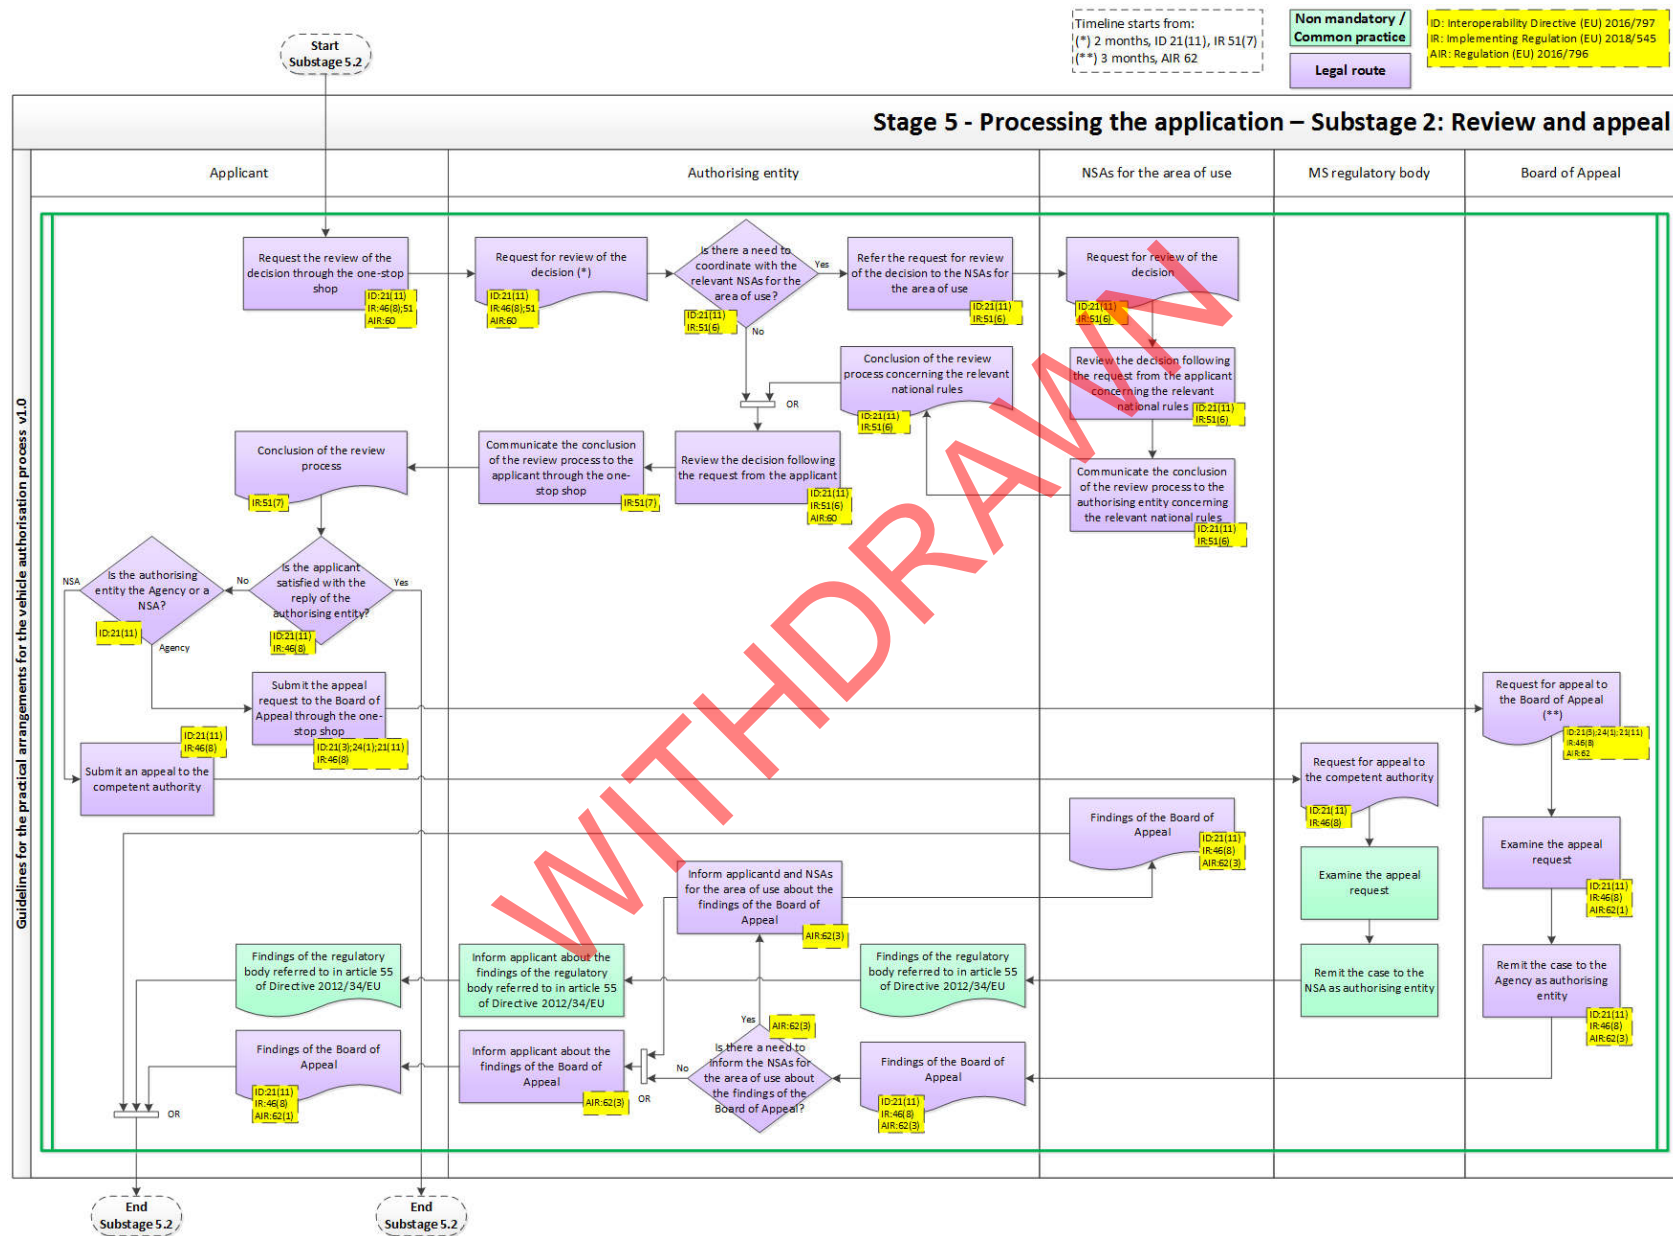 Timeline starts from:
(*) 2 months, ID 21(11), IR 51(7)
(**) 3 months, AIR 62
Non mandatory /
Common practice
Legal route
ID: Interoperability Directive (EU) 2016/797
IR: Implementing Regulation (EU) 2018/545
AIR: Regulation (EU) 2016/796
Start
Substage 5.2
Stage 5 - Processing the application – Substage 2: Review and appeal
Guidelines for the practical arrangements for the vehicle authorisation process v1.0
Applicant
Authorising entity
NSAs for the area of use
MS regulatory body
Board of Appeal
Request the review of the
decision through the one-stop
shop
ID:21(11)
IR:46(8);51
AIR:60
Request for review of the
decision (*)
ID:21(11)
IR:46(8);51
AIR:60
Is there a need to
coordinate with the
relevant NSAs for the
area of use?
ID:21(11)
IR:51(6)
Yes
No
Refer the request for review
of the decision to the NSAs for
the area of use
ID:21(11)
IR:51(6)
Request for review of the
decision
ID:21(11)
IR:51(6)
Conclusion of the review
process concerning the relevant
national rules
ID:21(11)
IR:51(6)
Review the decision following
the request from the applicant
concerning the relevant
national rules
ID:21(11)
IR:51(6)
OR
Conclusion of the review
process
IR:51(7)
Communicate the conclusion
of the review process to the
applicant through the one-
stop shop
IR:51(7)
Review the decision following
the request from the applicant
ID:21(11)
IR:51(6)
AIR:60
Communicate the conclusion
of the review process to the
authorising entity concerning
the relevant national rules
ID:21(11)
IR:51(6)
NSA
Is the authorising
entity the Agency or a
NSA?
ID:21(11)
Agency
No
Is the applicant
satisfied with the
reply of the
authorising entity?
ID:21(11)
IR:46(8)
Yes
Submit the appeal
request to the Board of
Appeal through the one-
stop shop
ID:21(3);24(1);21(11)
IR:46(8)
Request for appeal to
the Board of Appeal
(**)
ID:21(3);24(1);21(11)
IR:46(8)
AIR:62
ID:21(11)
IR:46(8)
Submit an appeal to the
competent authority
Request for appeal to
the competent authority
ID:21(11)
IR:46(8)
Findings of the Board of
Appeal
ID:21(11)
IR:46(8)
AIR:62(3)
Examine the appeal
request
Examine the appeal
request
ID:21(11)
IR:46(8)
AIR:62(1)
Inform applicantd and NSAs
for the area of use about the
findings of the Board of
Appeal
AIR:62(3)
Findings of the regulatory
body referred to in article 55
of Directive 2012/34/EU
Inform applicant about the
findings of the regulatory
body referred to in article 55
of Directive 2012/34/EU
Findings of the regulatory
body referred to in article 55
of Directive 2012/34/EU
Remit the case to the
NSA as authorising entity
Remit the case to the
Agency as authorising
entity
ID:21(11)
IR:46(8)
AIR:62(3)
Findings of the Board of
Appeal
ID:21(11)
IR:46(8)
AIR:62(1)
Inform applicant about the
findings of the Board of
Appeal
AIR:62(3)
OR
Yes
AIR:62(3)
Is there a need to
inform the NSAs for
the area of use about
the findings of the
Board of Appeal?
No
Findings of the Board of
Appeal
ID:21(11)
IR:46(8)
AIR:62(3)
OR
End
Substage 5.2
End
Substage 5.2
WITHDRAWN